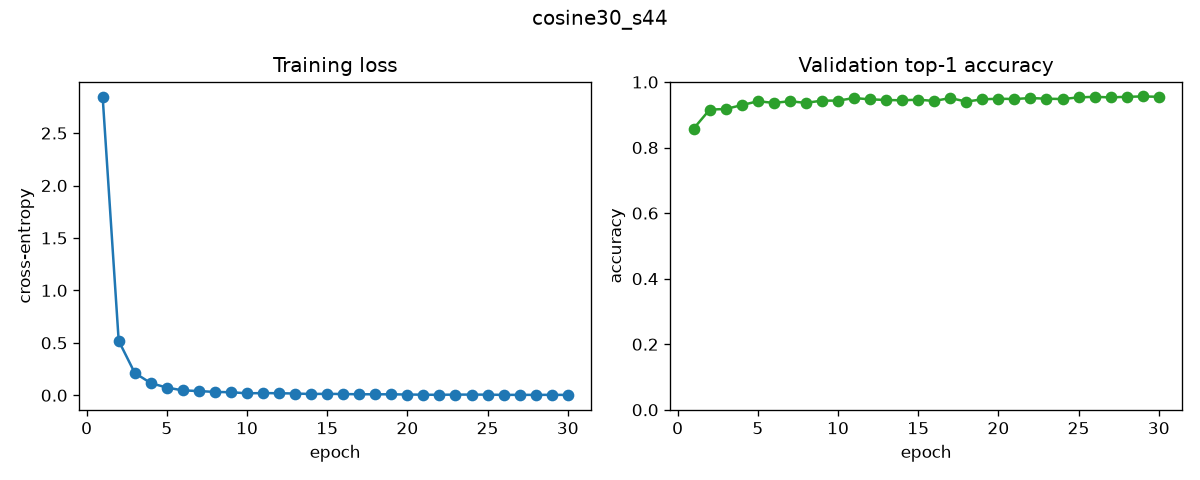 cosine30_s44
Training loss
Validation top-1 accuracy
cross-entropy
2.5
2.0
1.5
1.0
0.5
0.0
0 5 10 15 20 25 30
epoch
accuracy
1.0
0.8
0.6
0.4
0.2
0.0
0 5 10 15 20 25 30
epoch